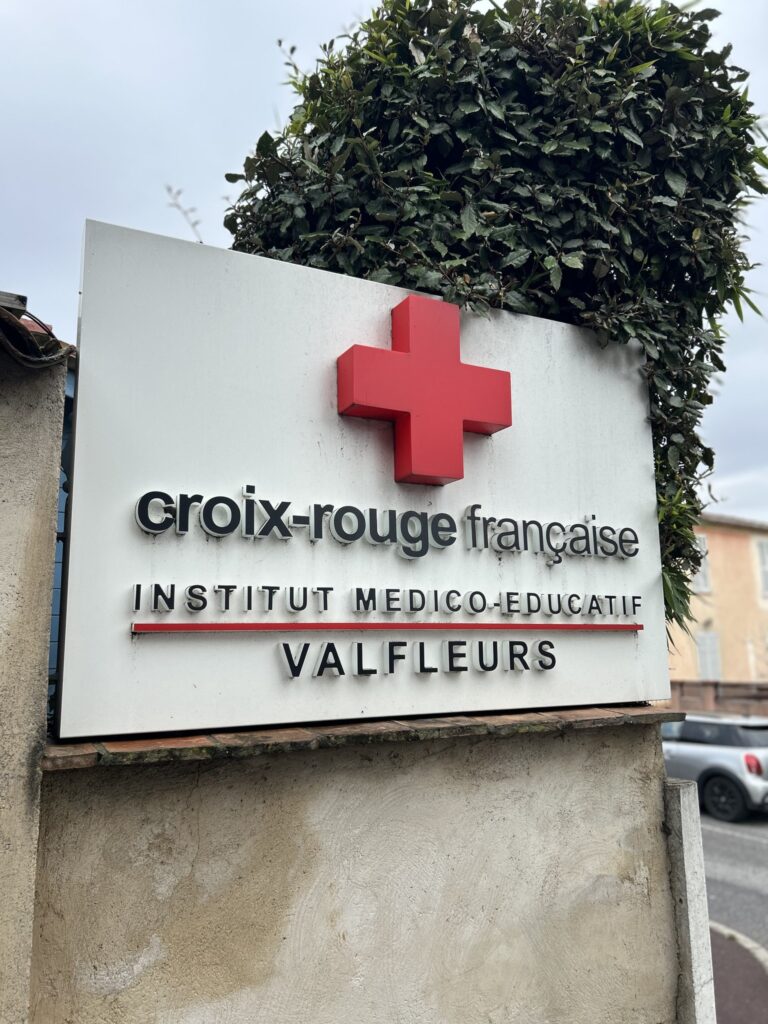 croix-rouge française
INSTITUT MEDICO-EDUCATIF
VALFLEURS